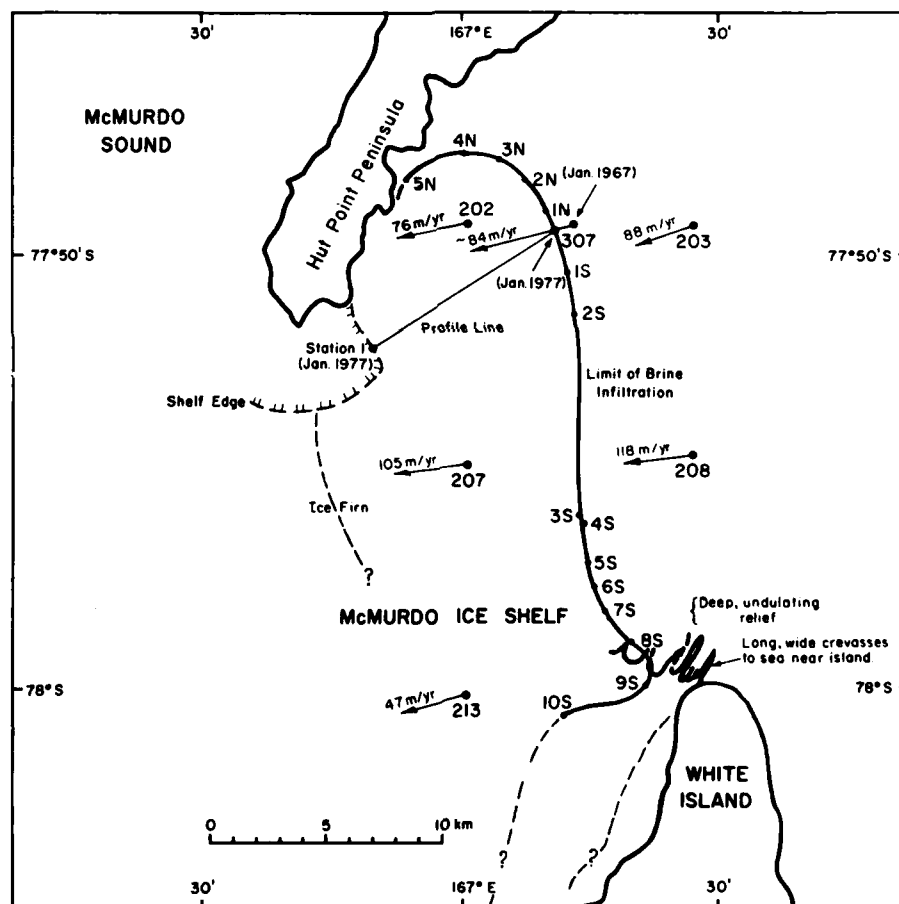 30'
167° E
30'
McMURDO
SOUND
Hut Point Peninsula
4N
3N
5N
2N
(Jan. 1967)
1N
202
76 m/yr
~84 m/yr
307
88 m/yr
203
77° 50' S
77° 50' S
(Jan. 1977)
1S
2S
Profile Line
Station 1
(Jan. 1977)
Limit of Brine
Infiltration
Shelf Edge
105 m/yr
207
118 m/yr
208
Ice Firn
3S
4S
5S
?
6S
7S
McMURDO ICE SHELF
Deep, undulating
relief
8S
Long, wide crevasses
to sea near island.
9S
78° S
78° S
47 m/yr
213
10S
WHITE
ISLAND
0 5 10 km
?
?
30'
167° E
30'